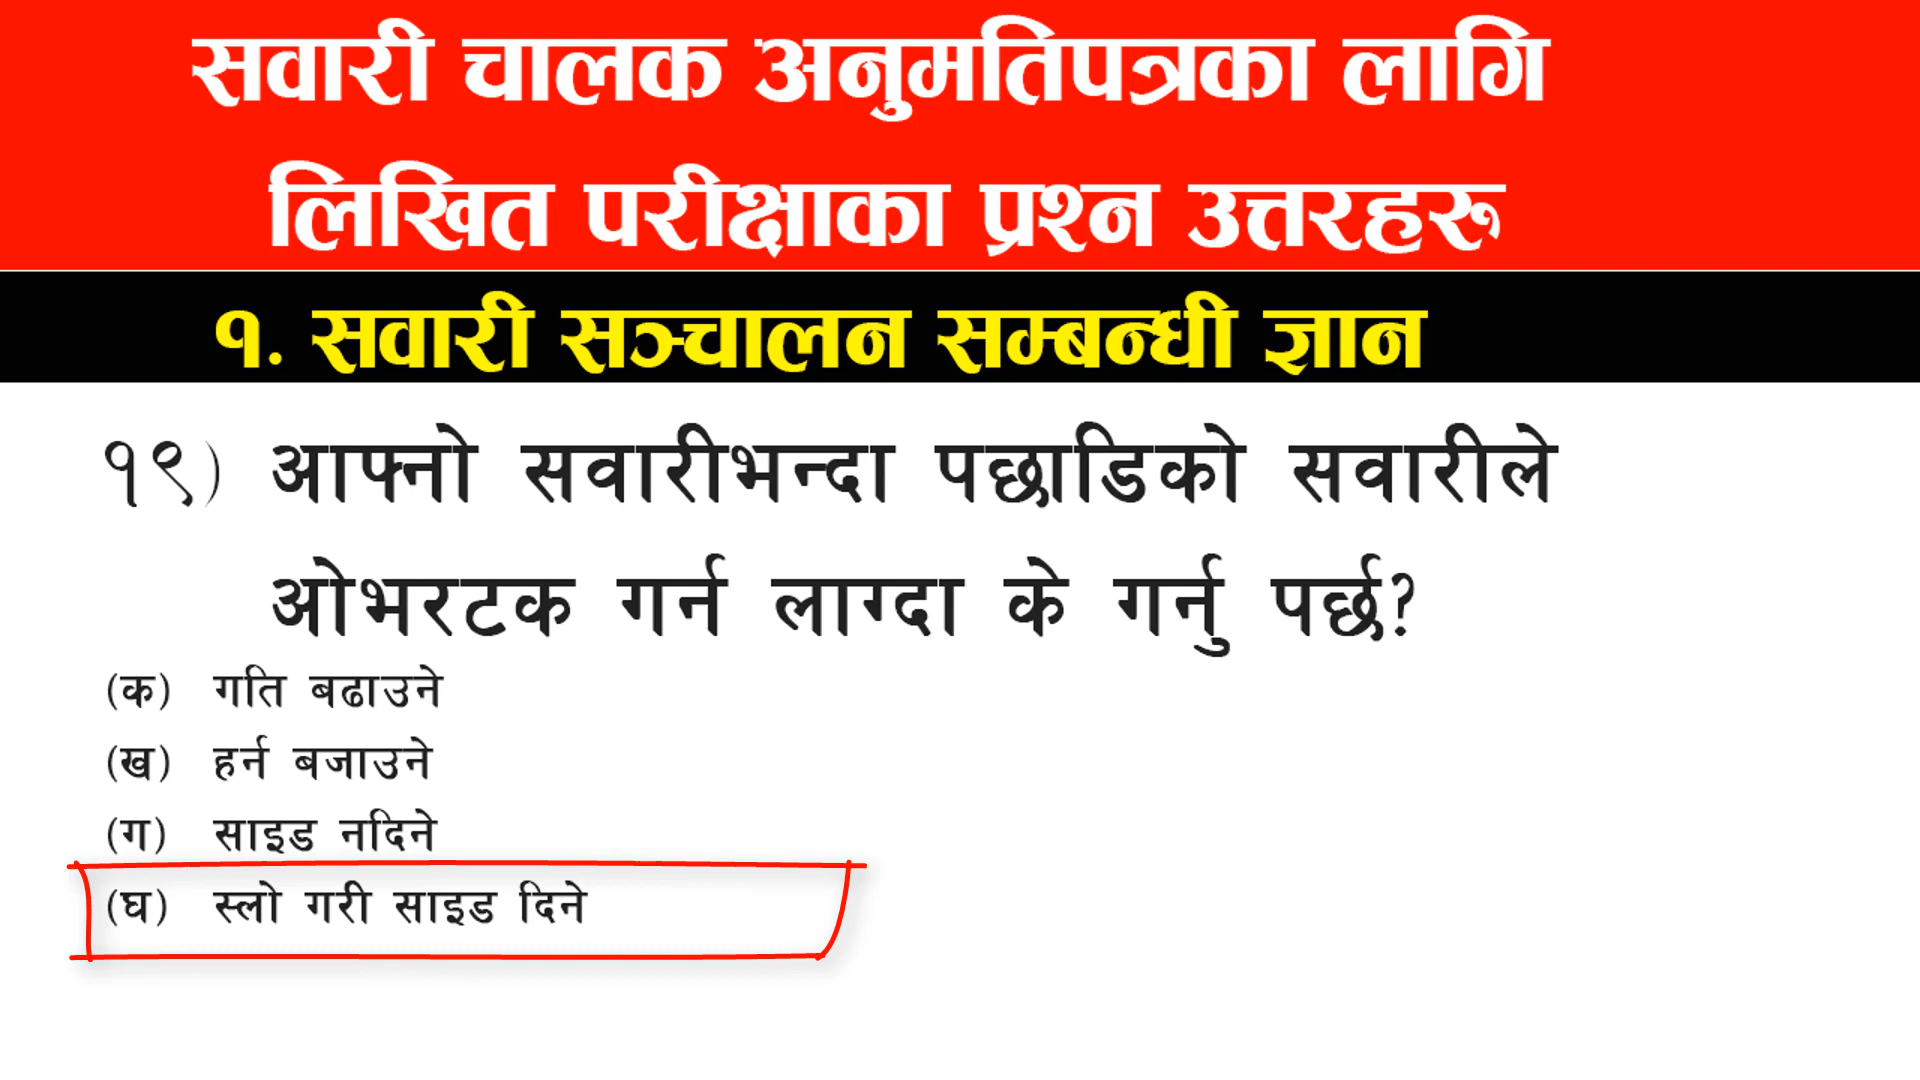 सवारी चालक अनुमतिपत्रका लागि
लिखित परीक्षाका प्रश्न उत्तरहरु
१. सवारी सञ्चालन सम्बन्धी ज्ञान
१९) आफ्नो सवारीभन्दा पछाडिको सवारीले
ओभरटक गर्न लाग्दा के गर्नु पर्छ?
(क) गति बढाउने
(ख) हर्न बजाउने
(ग) साइड नदिने
(घ) स्लो गरी साइड दिने